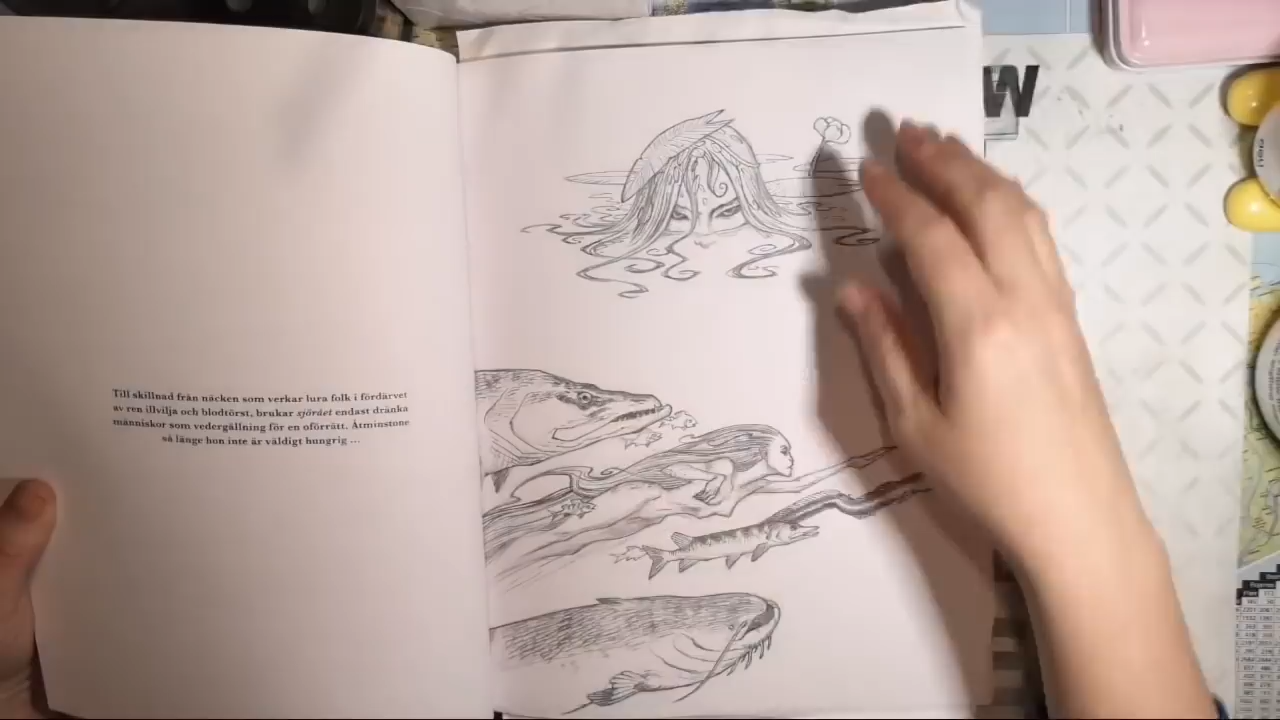 Till skillnad från näcken som verkar lura folk i fördärvet
av ren illvilja och blodtörst, brukar sjörået endast dränka
människor som vedergällning för en oförrätt. Åtminstone
så länge hon inte är väldigt hungrig ...
W